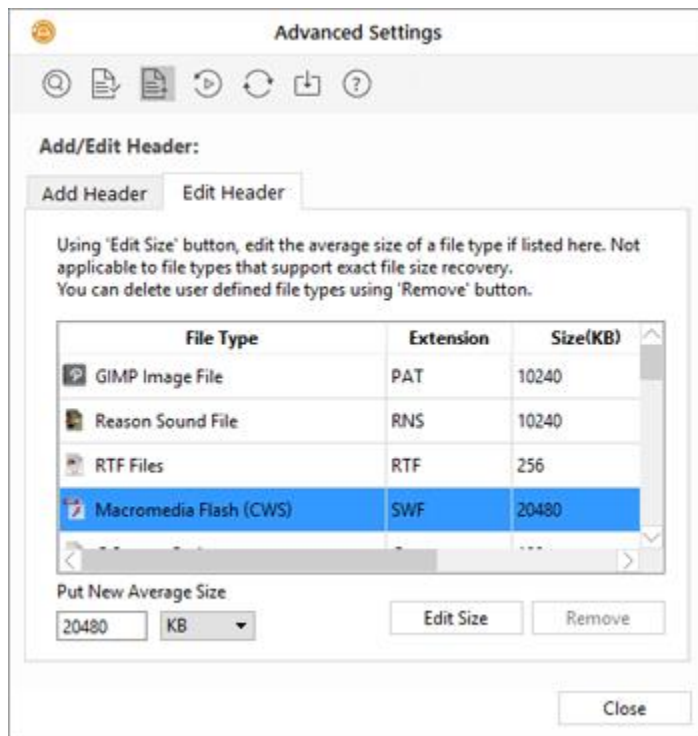 Advanced Settings
Add/Edit Header:
Add Header
Edit Header
Using 'Edit Size' button, edit the average size of a file type if listed here. Not
applicable to file types that support exact file size recovery.
You can delete user defined file types using 'Remove' button.
File Type Extension Size(KB)
GIMP Image File PAT 10240
Reason Sound File RNS 10240
RTF Files RTF 256
Macromedia Flash (CWS) SWF 20480
Put New Average Size
20480 KB
Edit Size
Remove
Close